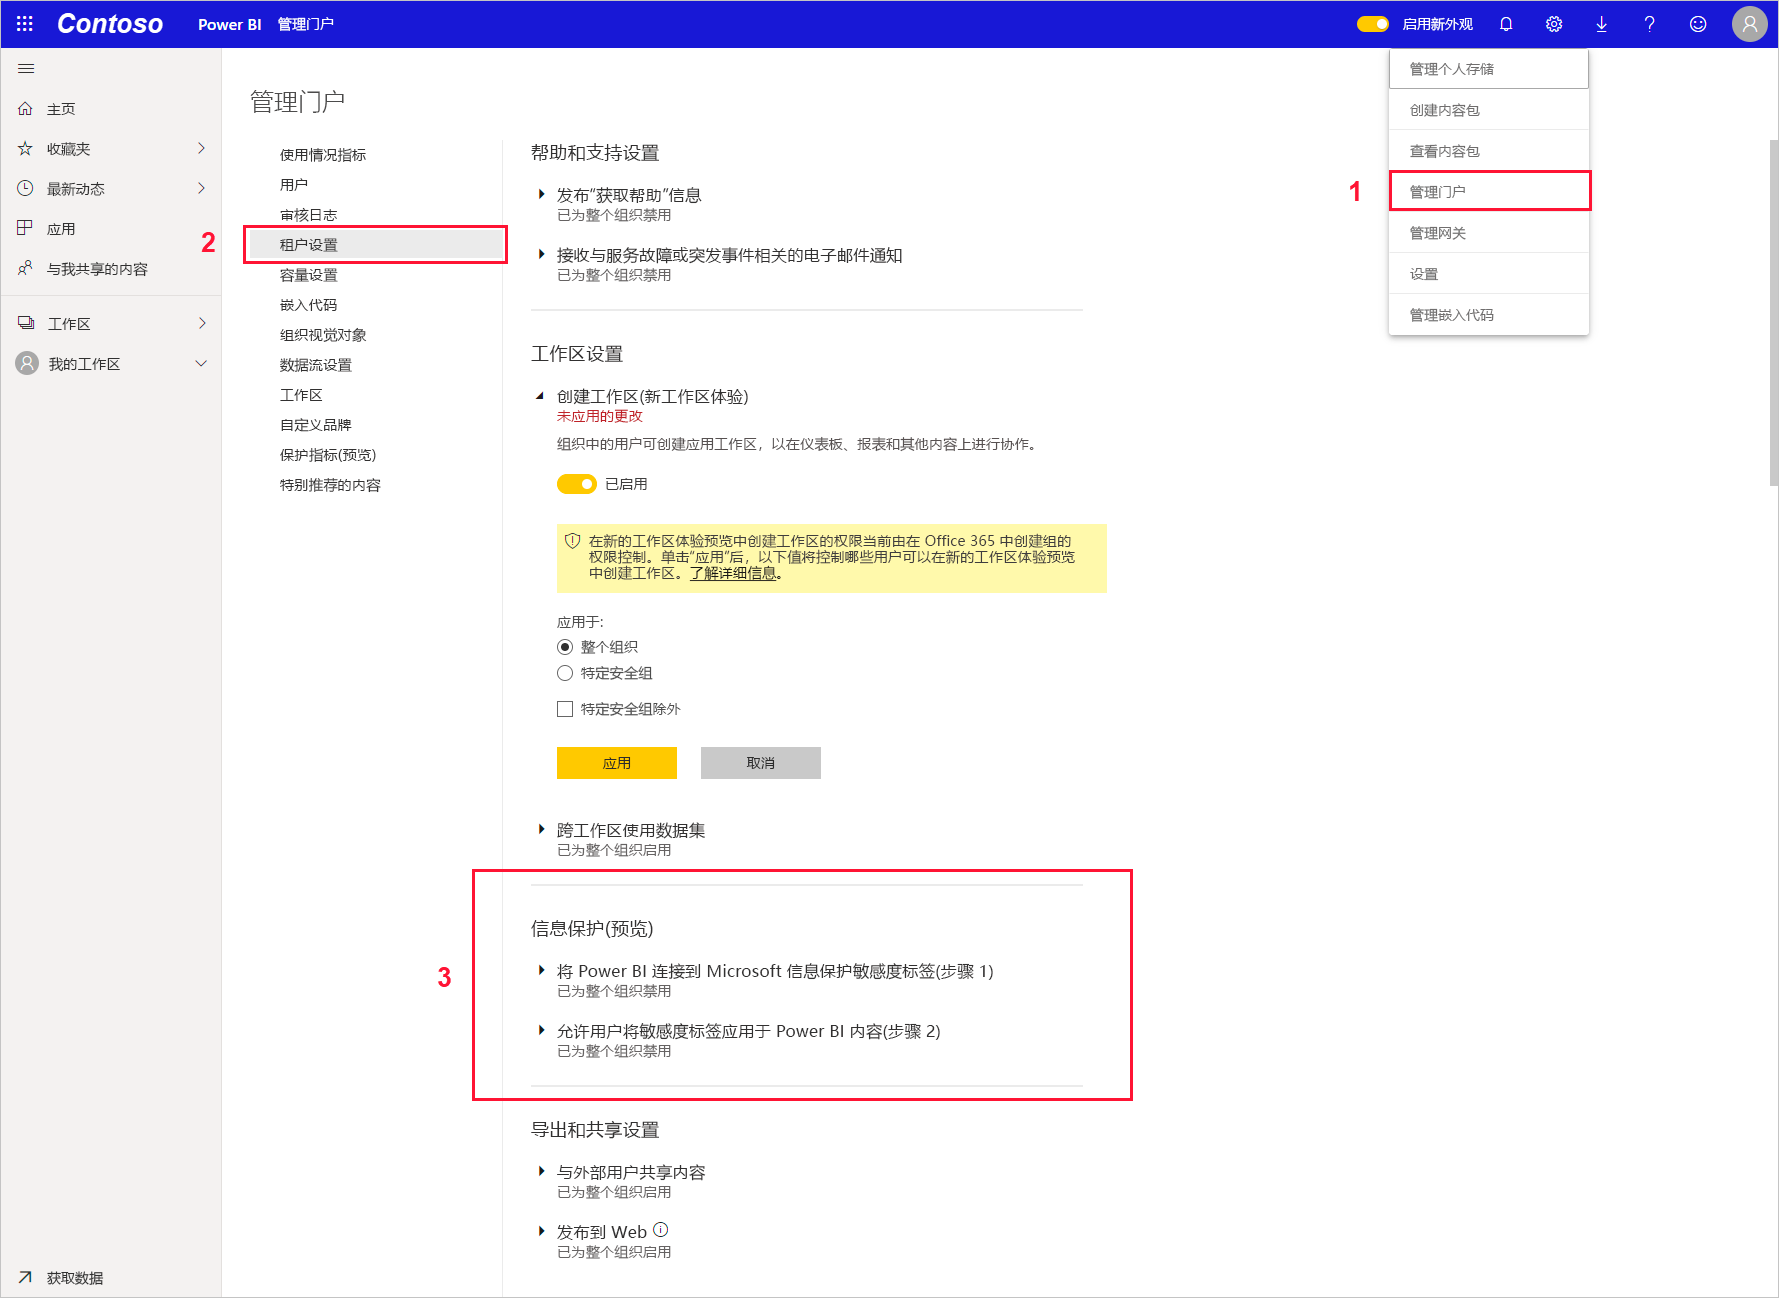 Contoso
Power BI 管理门户
启用新外观
主页
收藏夹
最新动态
应用
与我共享的内容
工作区
我的工作区
获取数据
管理门户
使用情况指标
用户
审核日志
2
租户设置
容量设置
嵌入代码
组织视觉对象
数据流设置
工作区
自定义品牌
保护指标(预览)
特别推荐的内容
帮助和支持设置
发布“获取帮助”信息
已为整个组织禁用
接收与服务故障或突发事件相关的电子邮件通知
已为整个组织禁用
工作区设置
创建工作区(新工作区体验)
未应用的更改
组织中的用户可创建应用工作区，以在仪表板、报表和其他内容上进行协作。
已启用
在新的工作区体验预览中创建工作区的权限当前由在 Office 365 中创建组的
权限控制。单击“应用”后，以下值将控制哪些用户可以在新的工作区体验预览
中创建工作区。了解详细信息。
应用于:
整个组织
特定安全组
特定安全组除外
应用
取消
跨工作区使用数据集
已为整个组织启用
3
信息保护(预览)
将 Power BI 连接到 Microsoft 信息保护敏感度标签(步骤 1)
已为整个组织禁用
允许用户将敏感度标签应用于 Power BI 内容(步骤 2)
已为整个组织禁用
导出和共享设置
与外部用户共享内容
已为整个组织启用
发布到 Web
已为整个组织启用
管理个人存储
创建内容包
查看内容包
1
管理门户
管理网关
设置
管理嵌入代码